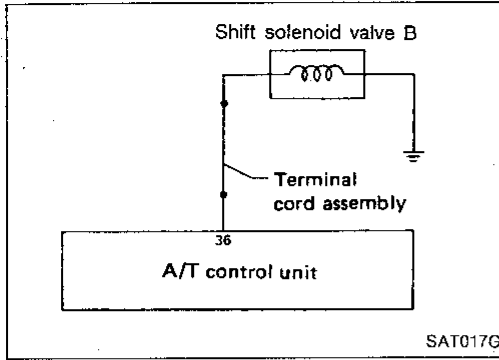 Shift solenoid valve B
Terminal
cord assembly
36
A/T control unit
SAT017G